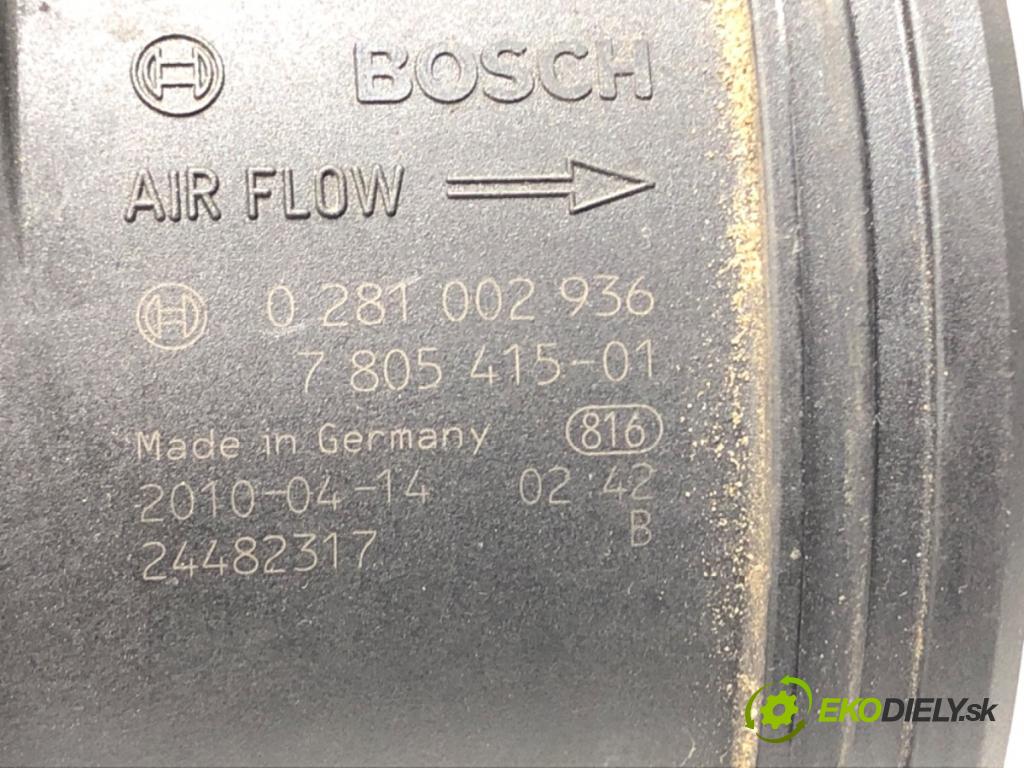 BOSCH
AIR FLOW
0 281 002 936
7 805 415-01
Made in Germany 816
2010-04-14 02:42
B
24482317
EKODIELY.sk